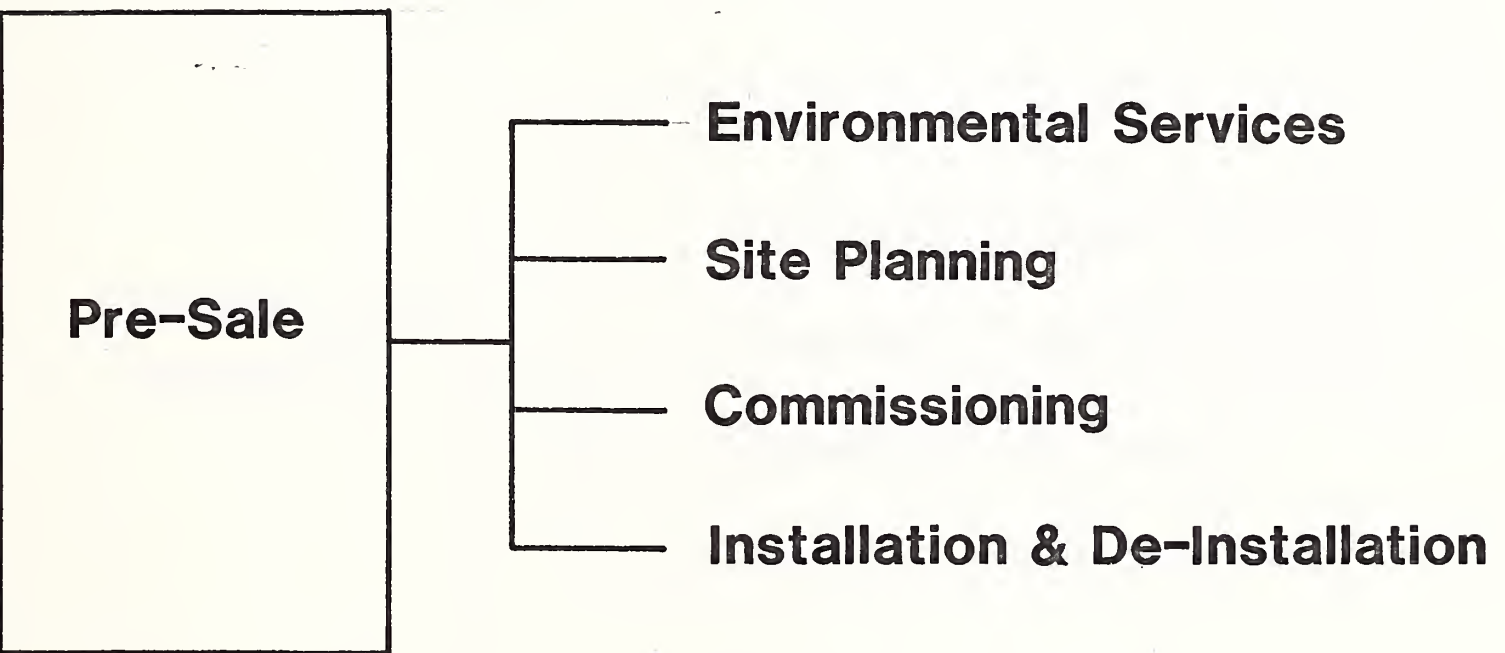 Environmental Services
Site Planning
Pre-Sale
Commissioning
Installation & De-Installation